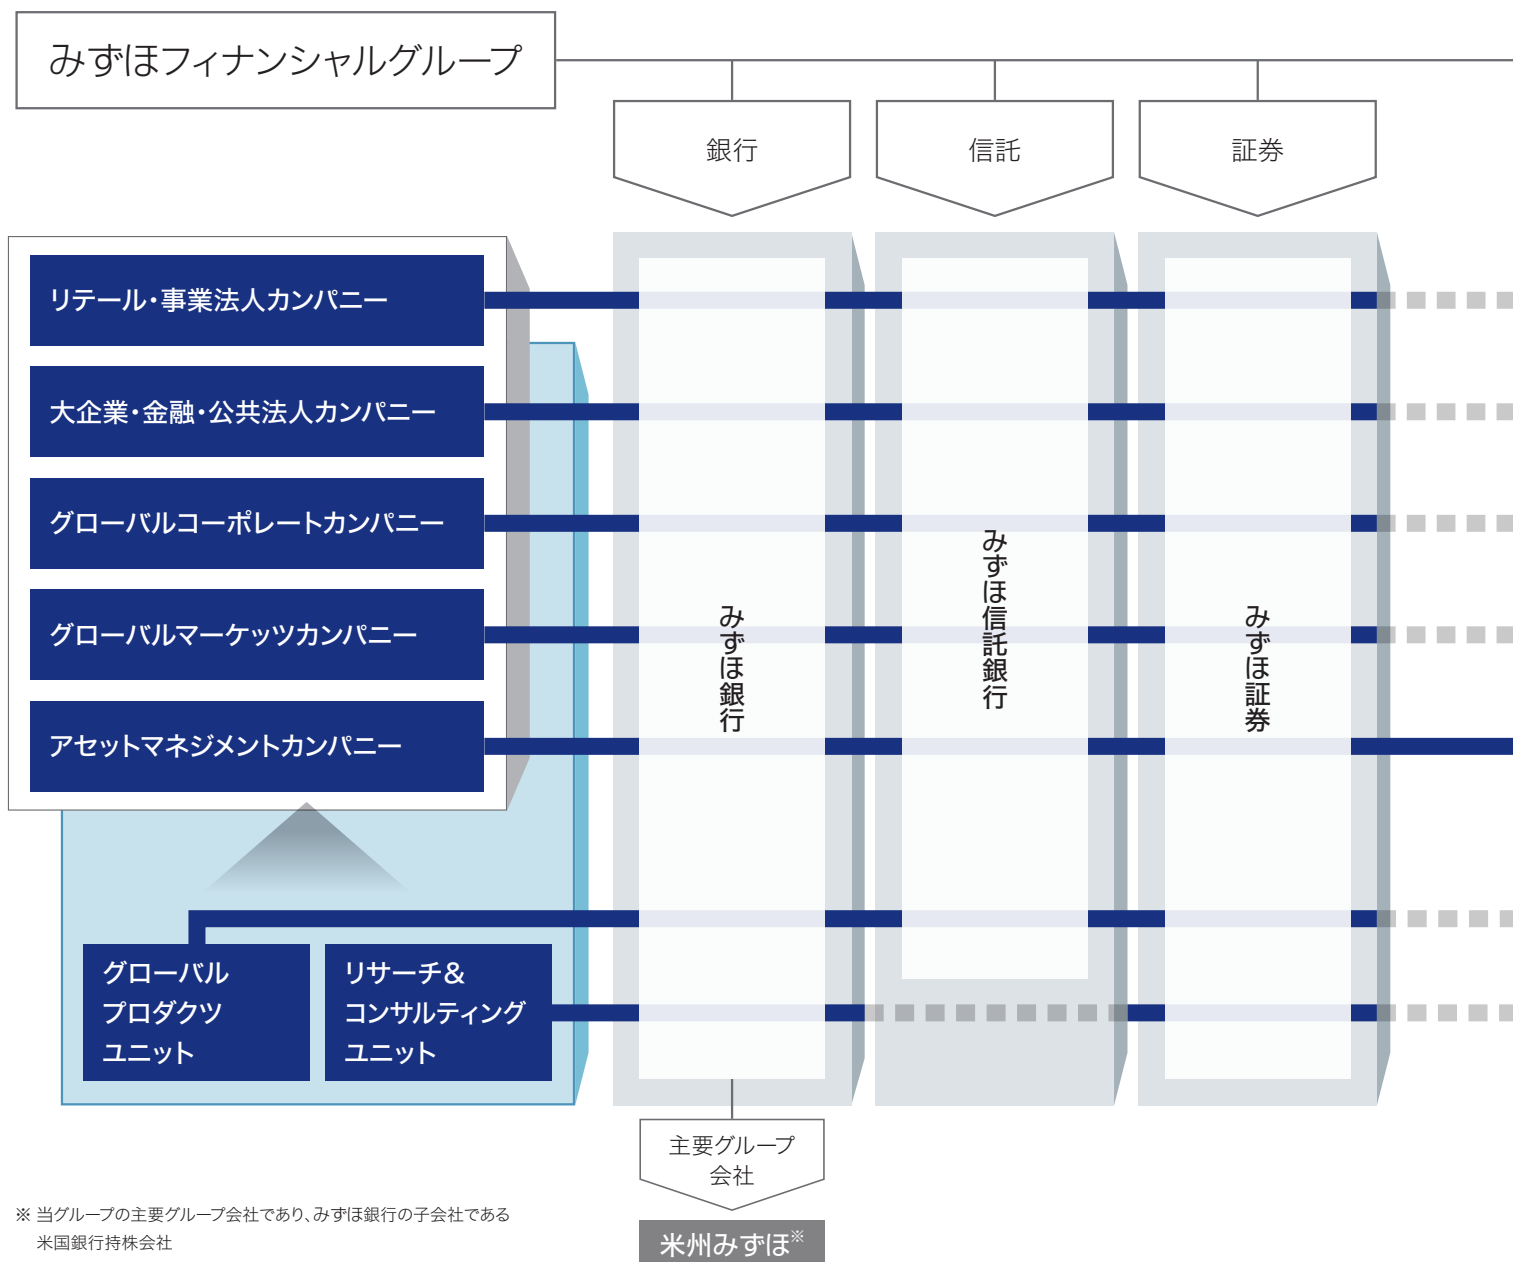 みずほフィナンシャルグループ
銀行
信託
証券
リテール・事業法人カンパニー
大企業・金融・公共法人カンパニー
グローバルコーポレートカンパニー
グローバルマーケッツカンパニー
アセットマネジメントカンパニー
みずほ銀行
みずほ信託銀行
みずほ証券
グローバル
プロダクツ
ユニット
リサーチ＆
コンサルティング
ユニット
主要グループ
会社
米州みずほ※
※ 当グループの主要グループ会社であり、みずほ銀行の子会社である
米国銀行持株会社